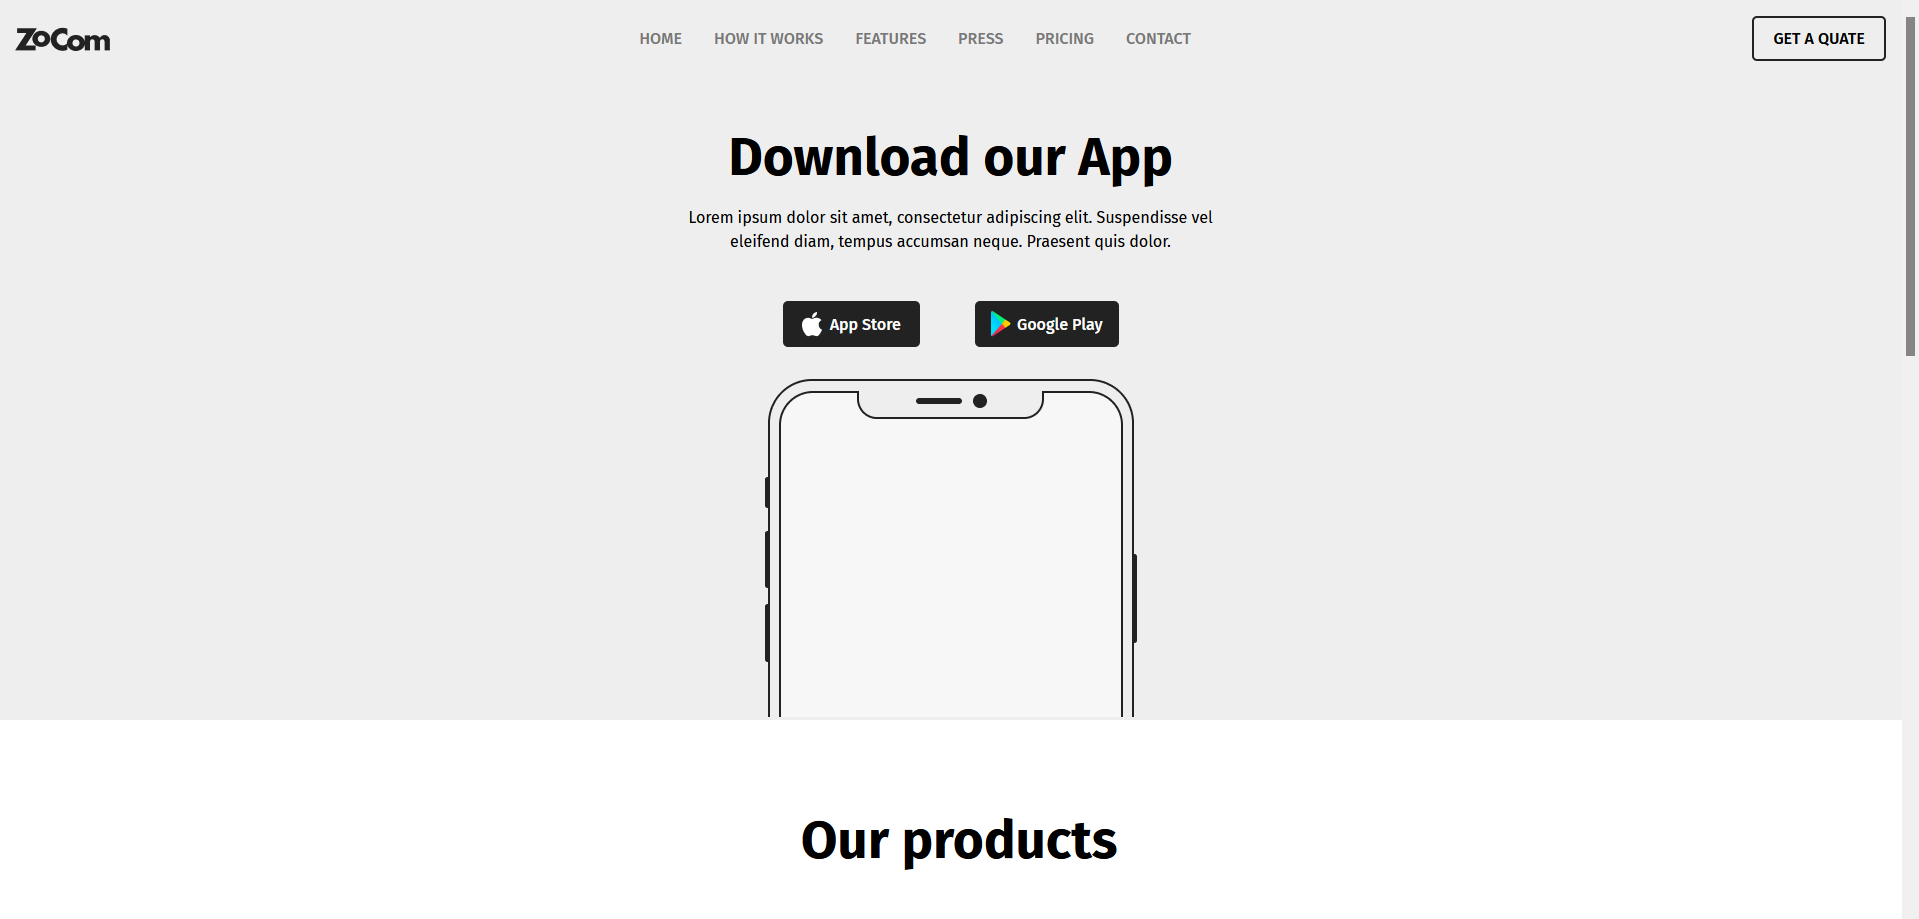 ZoCom
HOME HOW IT WORKS FEATURES PRESS PRICING CONTACT
GET A QUATE
Download our App
Lorem ipsum dolor sit amet, consectetur adipiscing elit. Suspendisse vel
eleifend diam, tempus accumsan neque. Praesent quis dolor.
App Store
Google Play
Our products